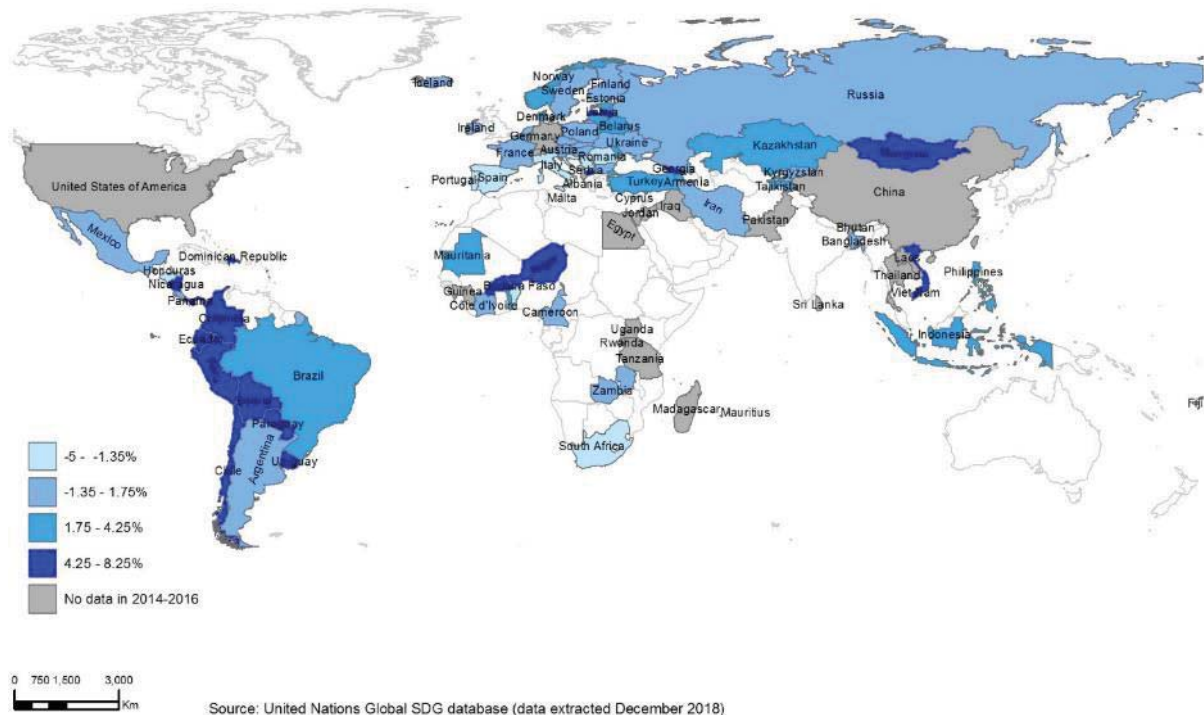 Iceland
Norway
Finland
Sweden
Estonia
Russia
Denmark
Ireland
Belarus
Germany
Poland
Ukraine
Kazakhstan
France
Austria
Romania
United States of America
Italy
Serbia
Georgia
Kyrgyzstan
Portugal
Spain
Albania
Turkey
Armenia
Tajikistan
China
Malta
Cyprus
Iraq
Iran
Jordan
Pakistan
Mexico
Egypt
Bhutan
Bangladesh
Dominican Republic
Mauritania
Laos
Honduras
Thailand
Philippines
Nicaragua
Guinea
Burkina Faso
Vietnam
Panama
Côte d'Ivoire
Cameroon
Sri Lanka
Colombia
Uganda
Indonesia
Ecuador
Rwanda
Tanzania
Brazil
Zambia
Madagascar
Mauritius
Fiji
Paraguay
South Africa
Argentina
Uruguay
Chile
-5 - -1.35%
-1.35 - 1.75%
1.75 - 4.25%
4.25 - 8.25%
No data in 2014-2016
0 750 1,500 3,000
Km
Source: United Nations Global SDG database (data extracted December 2018)